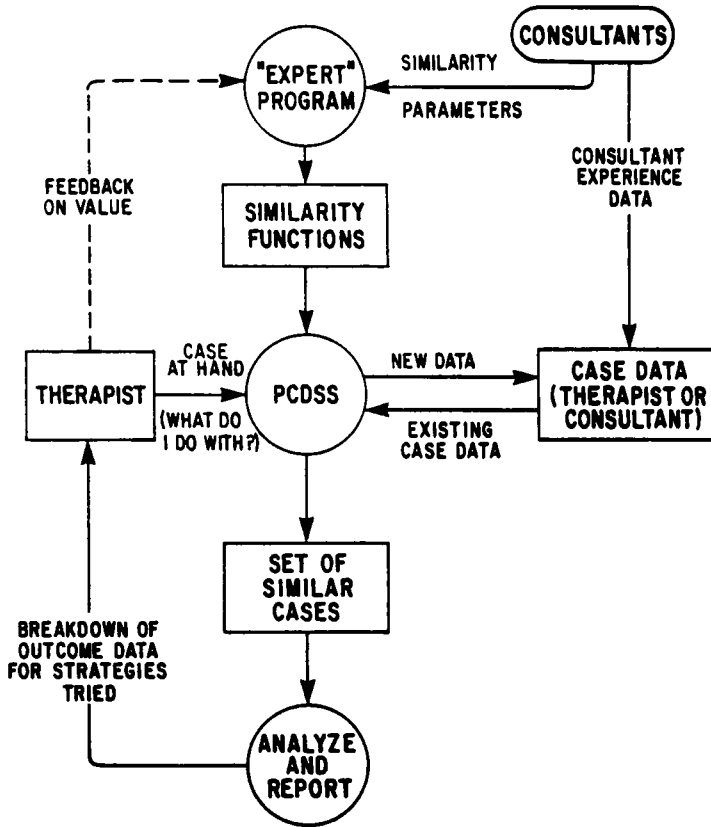 CONSULTANTS
"EXPERT"
PROGRAM
SIMILARITY
PARAMETERS
CONSULTANT
EXPERIENCE
DATA
FEEDBACK
ON VALUE
SIMILARITY
FUNCTIONS
THERAPIST
CASE
AT HAND
(WHAT DO
I DO WITH?)
PCDSS
NEW DATA
EXISTING
CASE DATA
CASE DATA
(THERAPIST OR
CONSULTANT)
SET OF
SIMILAR
CASES
BREAKDOWN OF
OUTCOME DATA
FOR STRATEGIES
TRIED
ANALYZE
AND
REPORT